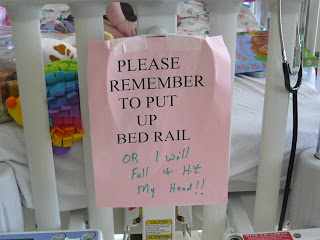 PLEASE
REMEMBER
TO PUT
UP
BED RAIL
OR I will
Fall + Hit
My Head!!